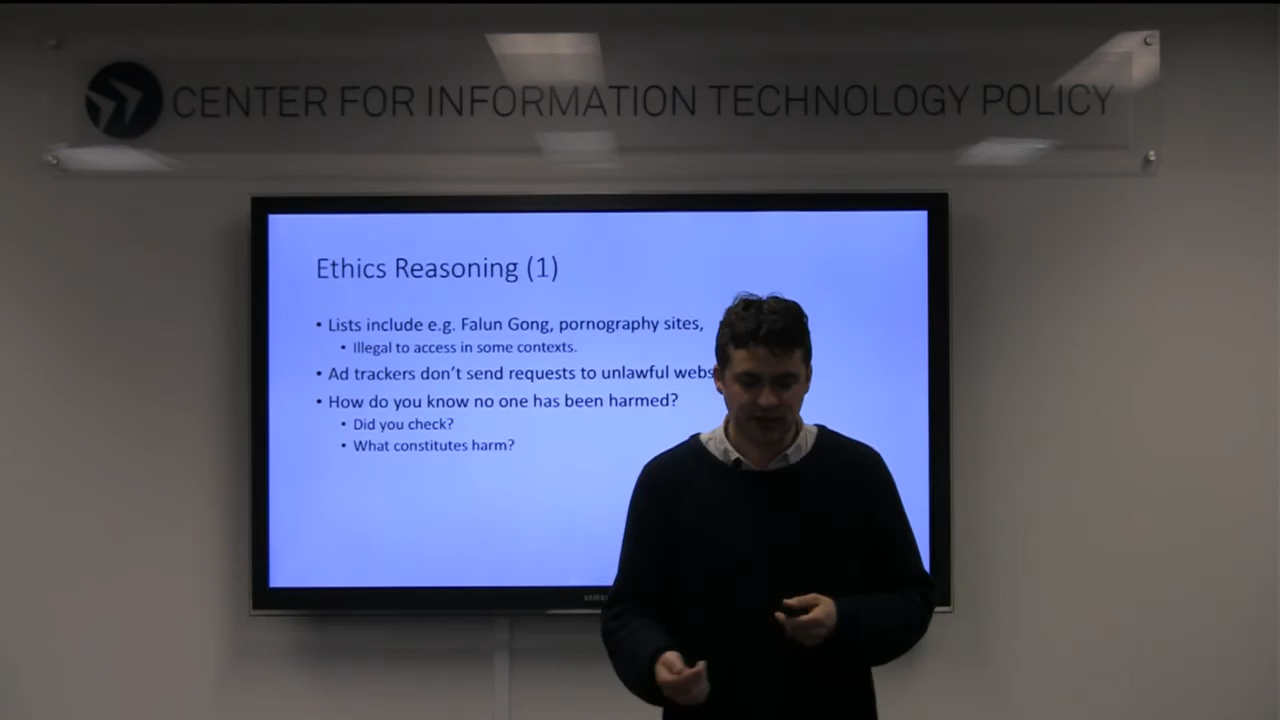 CENTER FOR INFORMATION TECHNOLOGY POLICY
Ethics Reasoning (1)
• Lists include e.g. Falun Gong, pornography sites,
• Illegal to access in some contexts.
• Ad trackers don't send requests to unlawful
• How do you know no one has been harmed?
• Did you check?
• What constitutes harm?